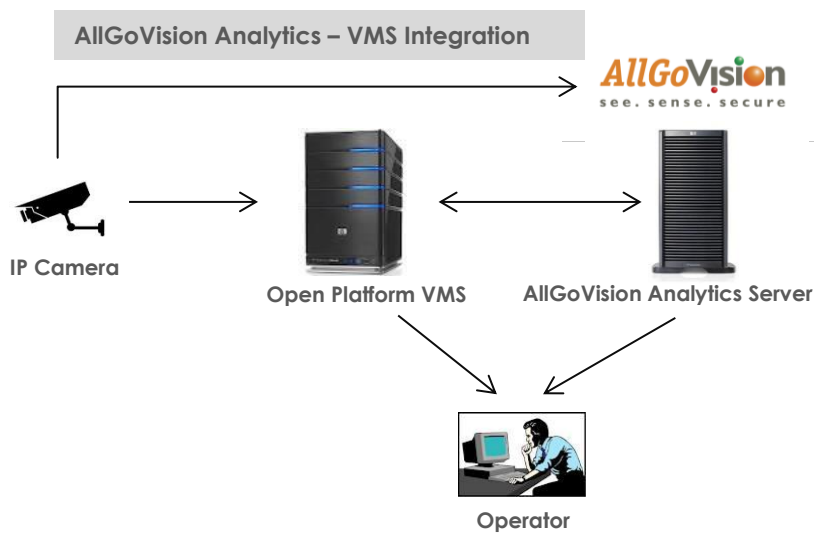 AllGoVision Analytics – VMS Integration
AllGoVision
see. sense. secure
IP Camera
Open Platform VMS
AllGoVision Analytics Server
Operator